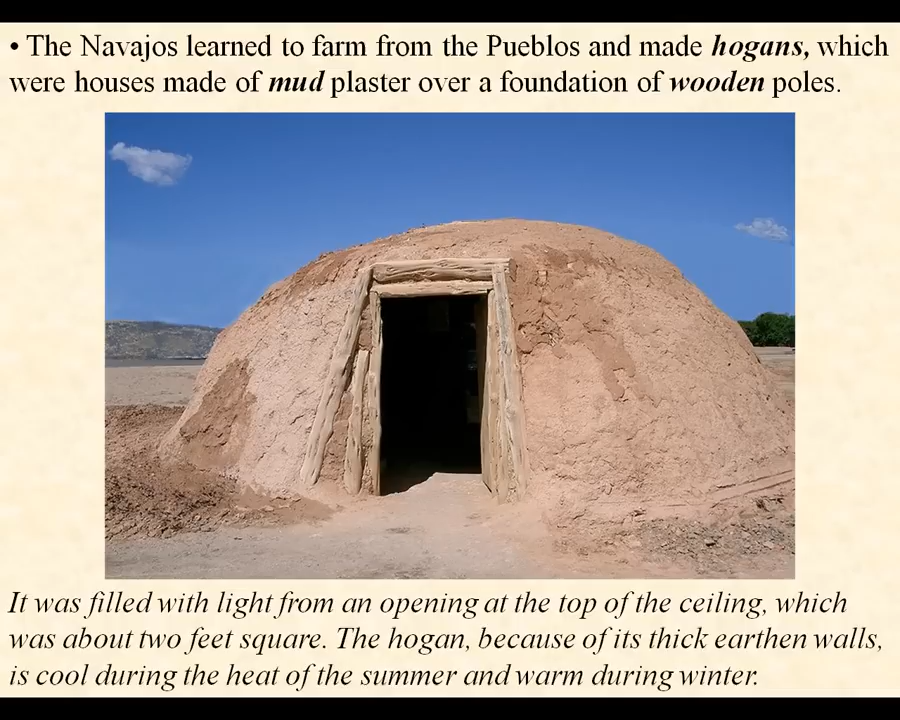 • The Navajos learned to farm from the Pueblos and made hogans, which
were houses made of mud plaster over a foundation of wooden poles.
It was filled with light from an opening at the top of the ceiling, which
was about two feet square. The hogan, because of its thick earthen walls,
is cool during the heat of the summer and warm during winter.